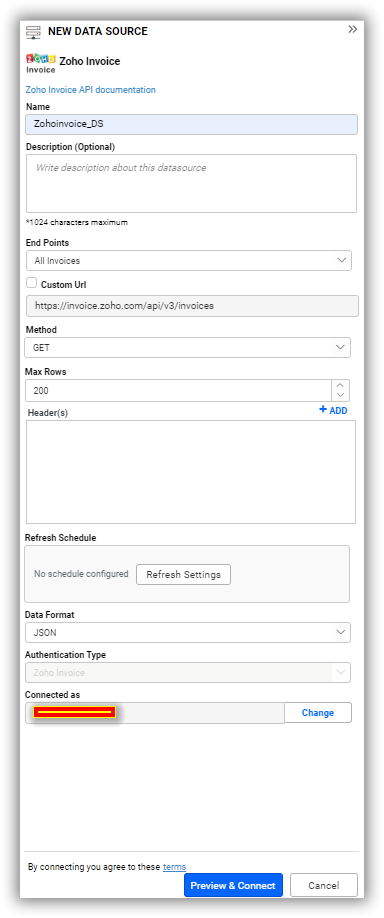 NEW DATA SOURCE
ZOHO
Invoice
Zoho Invoice
Zoho Invoice API documentation
Name
Zohoinvoice_DS
Description (Optional)
Write description about this datasource
*1024 characters maximum
End Points
All Invoices
Custom Url
https://invoice.zoho.com/api/v3/invoices
Method
GET
Max Rows
200
Header(s)
+ ADD
Refresh Schedule
No schedule configured
Refresh Settings
Data Format
JSON
Authentication Type
Zoho Invoice
Connected as
Change
By connecting you agree to these terms
Preview & Connect
Cancel